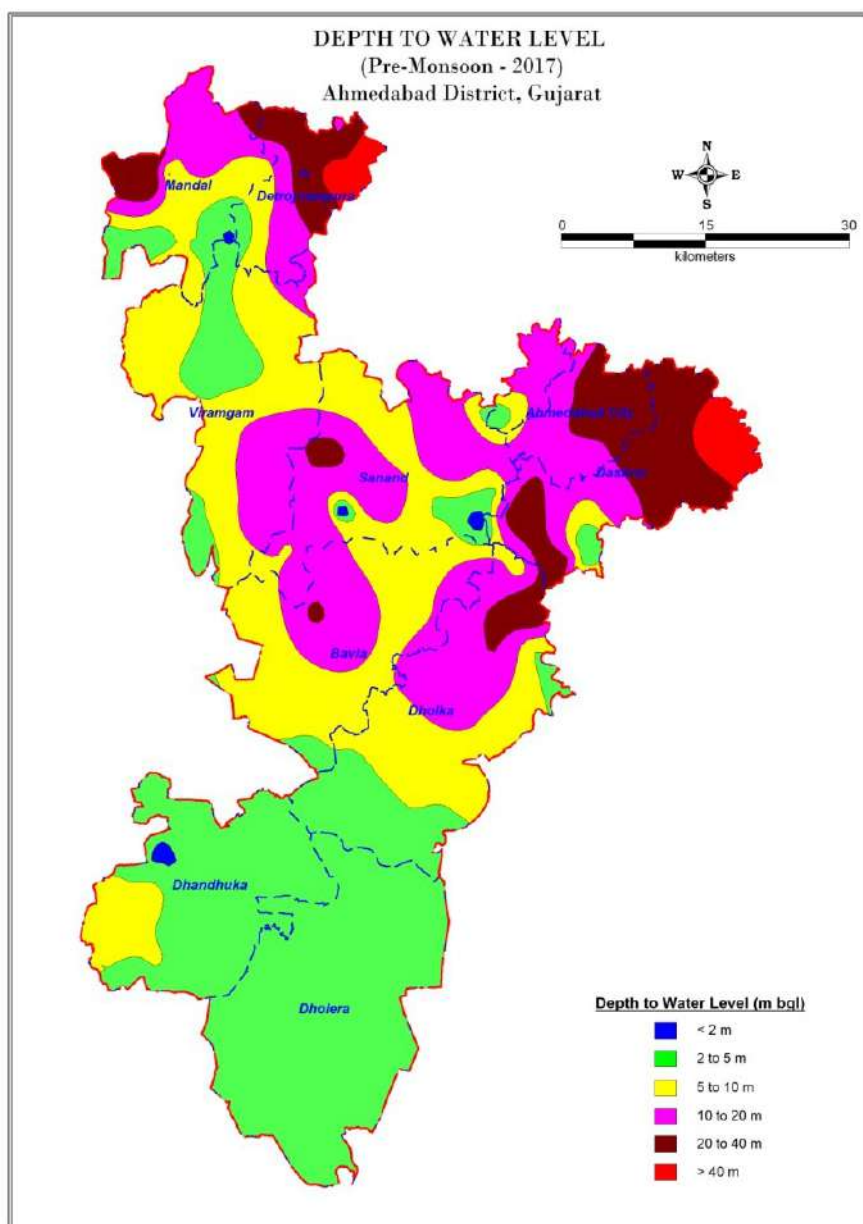 DEPTH TO WATER LEVEL
(Pre-Monsoon - 2017)
Ahmedabad District, Gujarat
N
W E
S
0 15 30
kilometers
Mandal
Viramgam
Ahmedabad City
Sanand
Bavla
Dholka
Dhandhuka
Dholera
Depth to Water Level (m bgl)
< 2 m
2 to 5 m
5 to 10 m
10 to 20 m
20 to 40 m
> 40 m